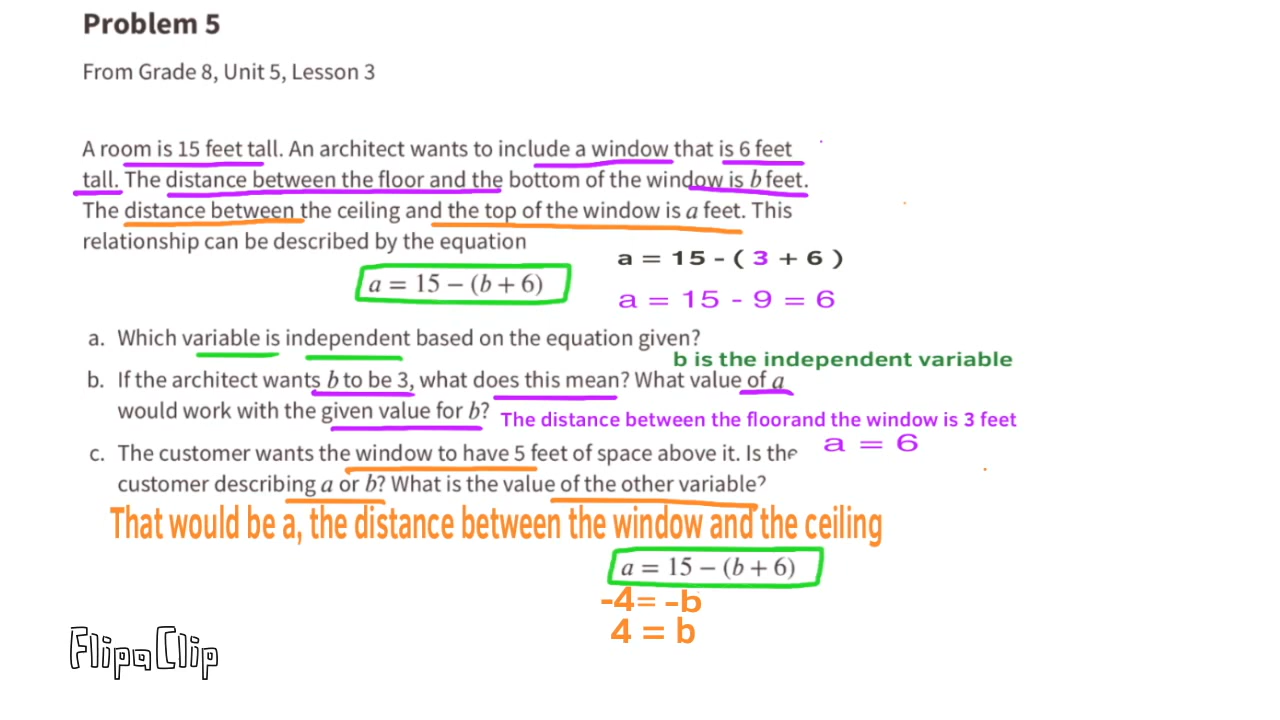 Problem 5
From Grade 8, Unit 5, Lesson 3
A room is 15 feet tall. An architect wants to include a window that is 6 feet
tall. The distance between the floor and the bottom of the window is b feet.
The distance between the ceiling and the top of the window is a feet. This
relationship can be described by the equation
a = 15 - ( 3 + 6 )
a = 15 − (b + 6)
a = 15 - 9 = 6
a. Which variable is independent based on the equation given?
b is the independent variable
b. If the architect wants b to be 3, what does this mean? What value of a
would work with the given value for b?
The distance between the floorand the window is 3 feet
a = 6
c. The customer wants the window to have 5 feet of space above it. Is the
customer describing a or b? What is the value of the other variable?
That would be a, the distance between the window and the ceiling
a = 15 − (b + 6)
-4= -b
4 = b
FlipaClip